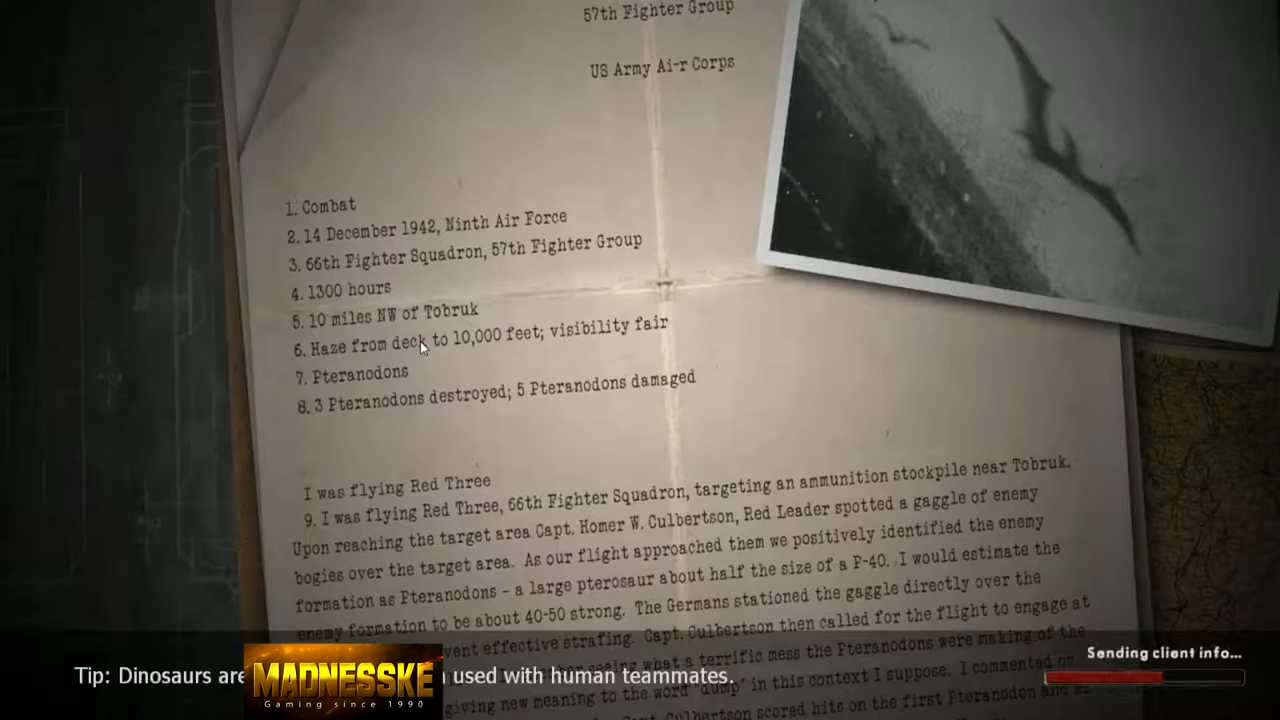 57th Fighter Group
US Army Ai-r Corps
1. Combat
2. 14 December 1942, Ninth Air Force
3. 66th Fighter Squadron, 57th Fighter Group
4. 1300 hours
5. 10 miles NW of Tobruk
6. Haze from deck to 10,000 feet; visibility fair
7. Pteranodons
8. 3 Pteranodons destroyed; 5 Pteranodons damaged
I was flying Red Three
9. I was flying Red Three, 66th Fighter Squadron, targeting an ammunition stockpile near Tobruk.
Upon reaching the target area Capt. Homer W. Culbertson, Red Leader spotted a gaggle of enemy
bogies over the target area. As our flight approached them we positively identified the enemy
formation as Pteranodons - a large pterosaur about half the size of a P-40. I would estimate the
enemy formation to be about 40-50 strong. The Germans stationed the gaggle directly over the
effective strafing. Capt. Culbertson then called for the flight to engage at
seeing what a terrific mess the Pteranodons were making of the
giving new meaning to the word "dump" in this context I suppose. I commented on
Culbertson scored hits on the first Pteranodon and
Sending client info...
Tip: Dinosaurs are used with human teammates.
MADNESSKE
Gaming since 1990